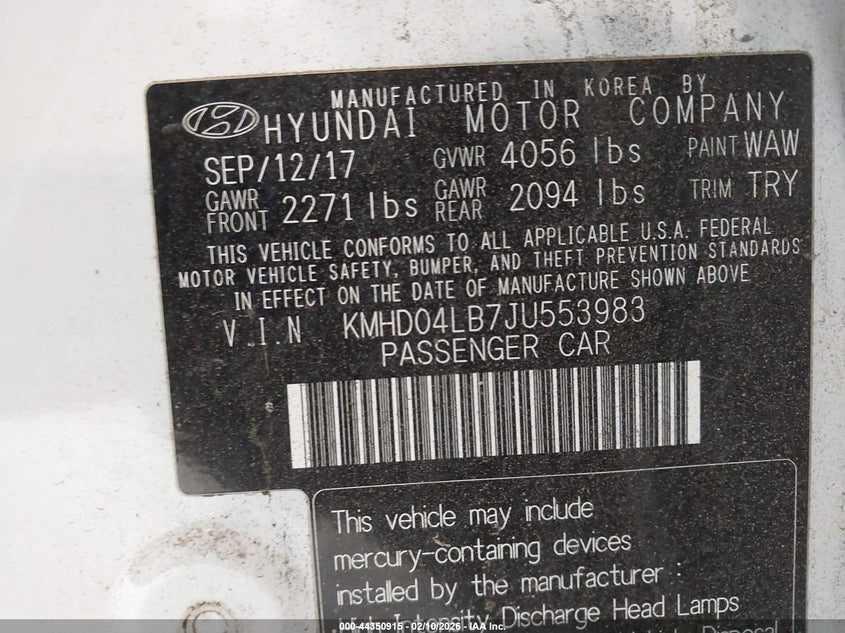 MANUFACTURED IN KOREA BY
HYUNDAI MOTOR COMPANY
SEP/12/17 GVWR 4056 lbs PAINT WAW
GAWR FRONT 2271 lbs GAWR REAR 2094 lbs TRIM TRY
THIS VEHICLE CONFORMS TO ALL APPLICABLE U.S.A. FEDERAL
MOTOR VEHICLE SAFETY, BUMPER, AND THEFT PREVENTION STANDARDS
IN EFFECT ON THE DATE OF MANUFACTURE SHOWN ABOVE
V.I.N KMHD04LB7JU553983
PASSENGER CAR
This vehicle may include
mercury-containing devices
installed by the manufacturer :
Intensity Discharge Head Lamps
Disposal
000-44350915 - 02/10/2026 - IAA Inc.